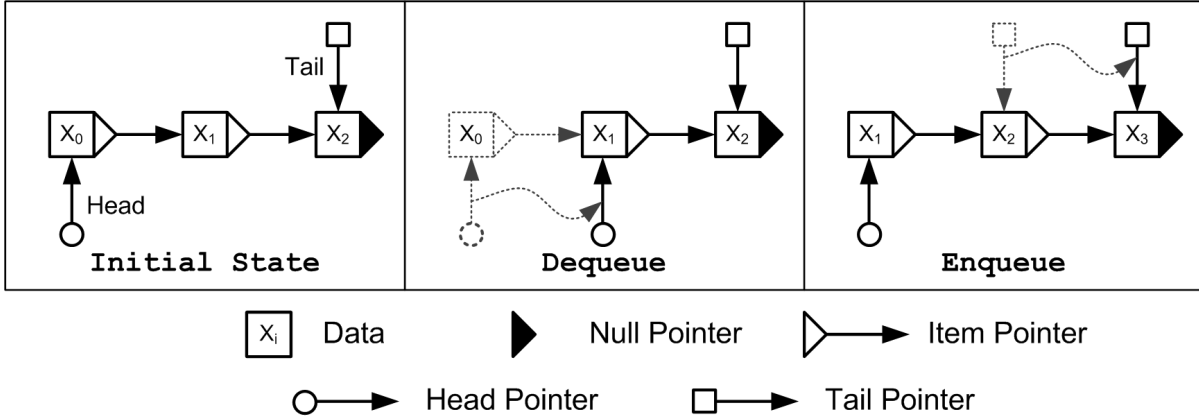 Tail
X₀ X₁ X₂
Head
Initial State
X₀ X₁ X₂
Dequeue
X₁ X₂ X₃
Enqueue
Xᵢ Data Null Pointer Item Pointer
Head Pointer Tail Pointer